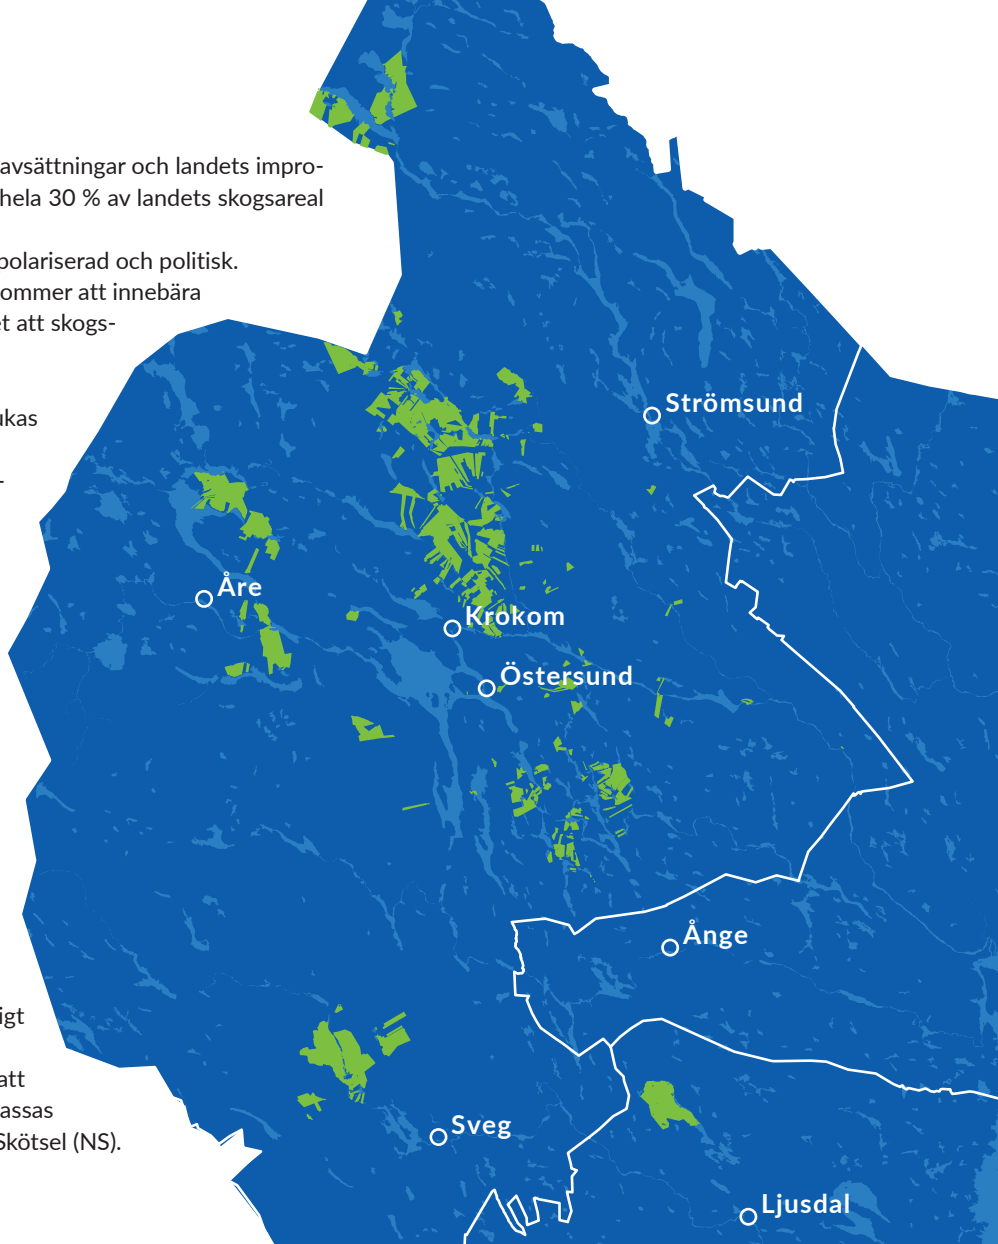 avsättningar och landets impro-
hela 30 % av landets skogsareal
polariserad och politisk.
ommer att innebära
et att skogs-
ukas
-
igt
att
assas
Skötsel (NS).
Strömsund
Åre
Krokom
Östersund
Ånge
Sveg
Ljusdal